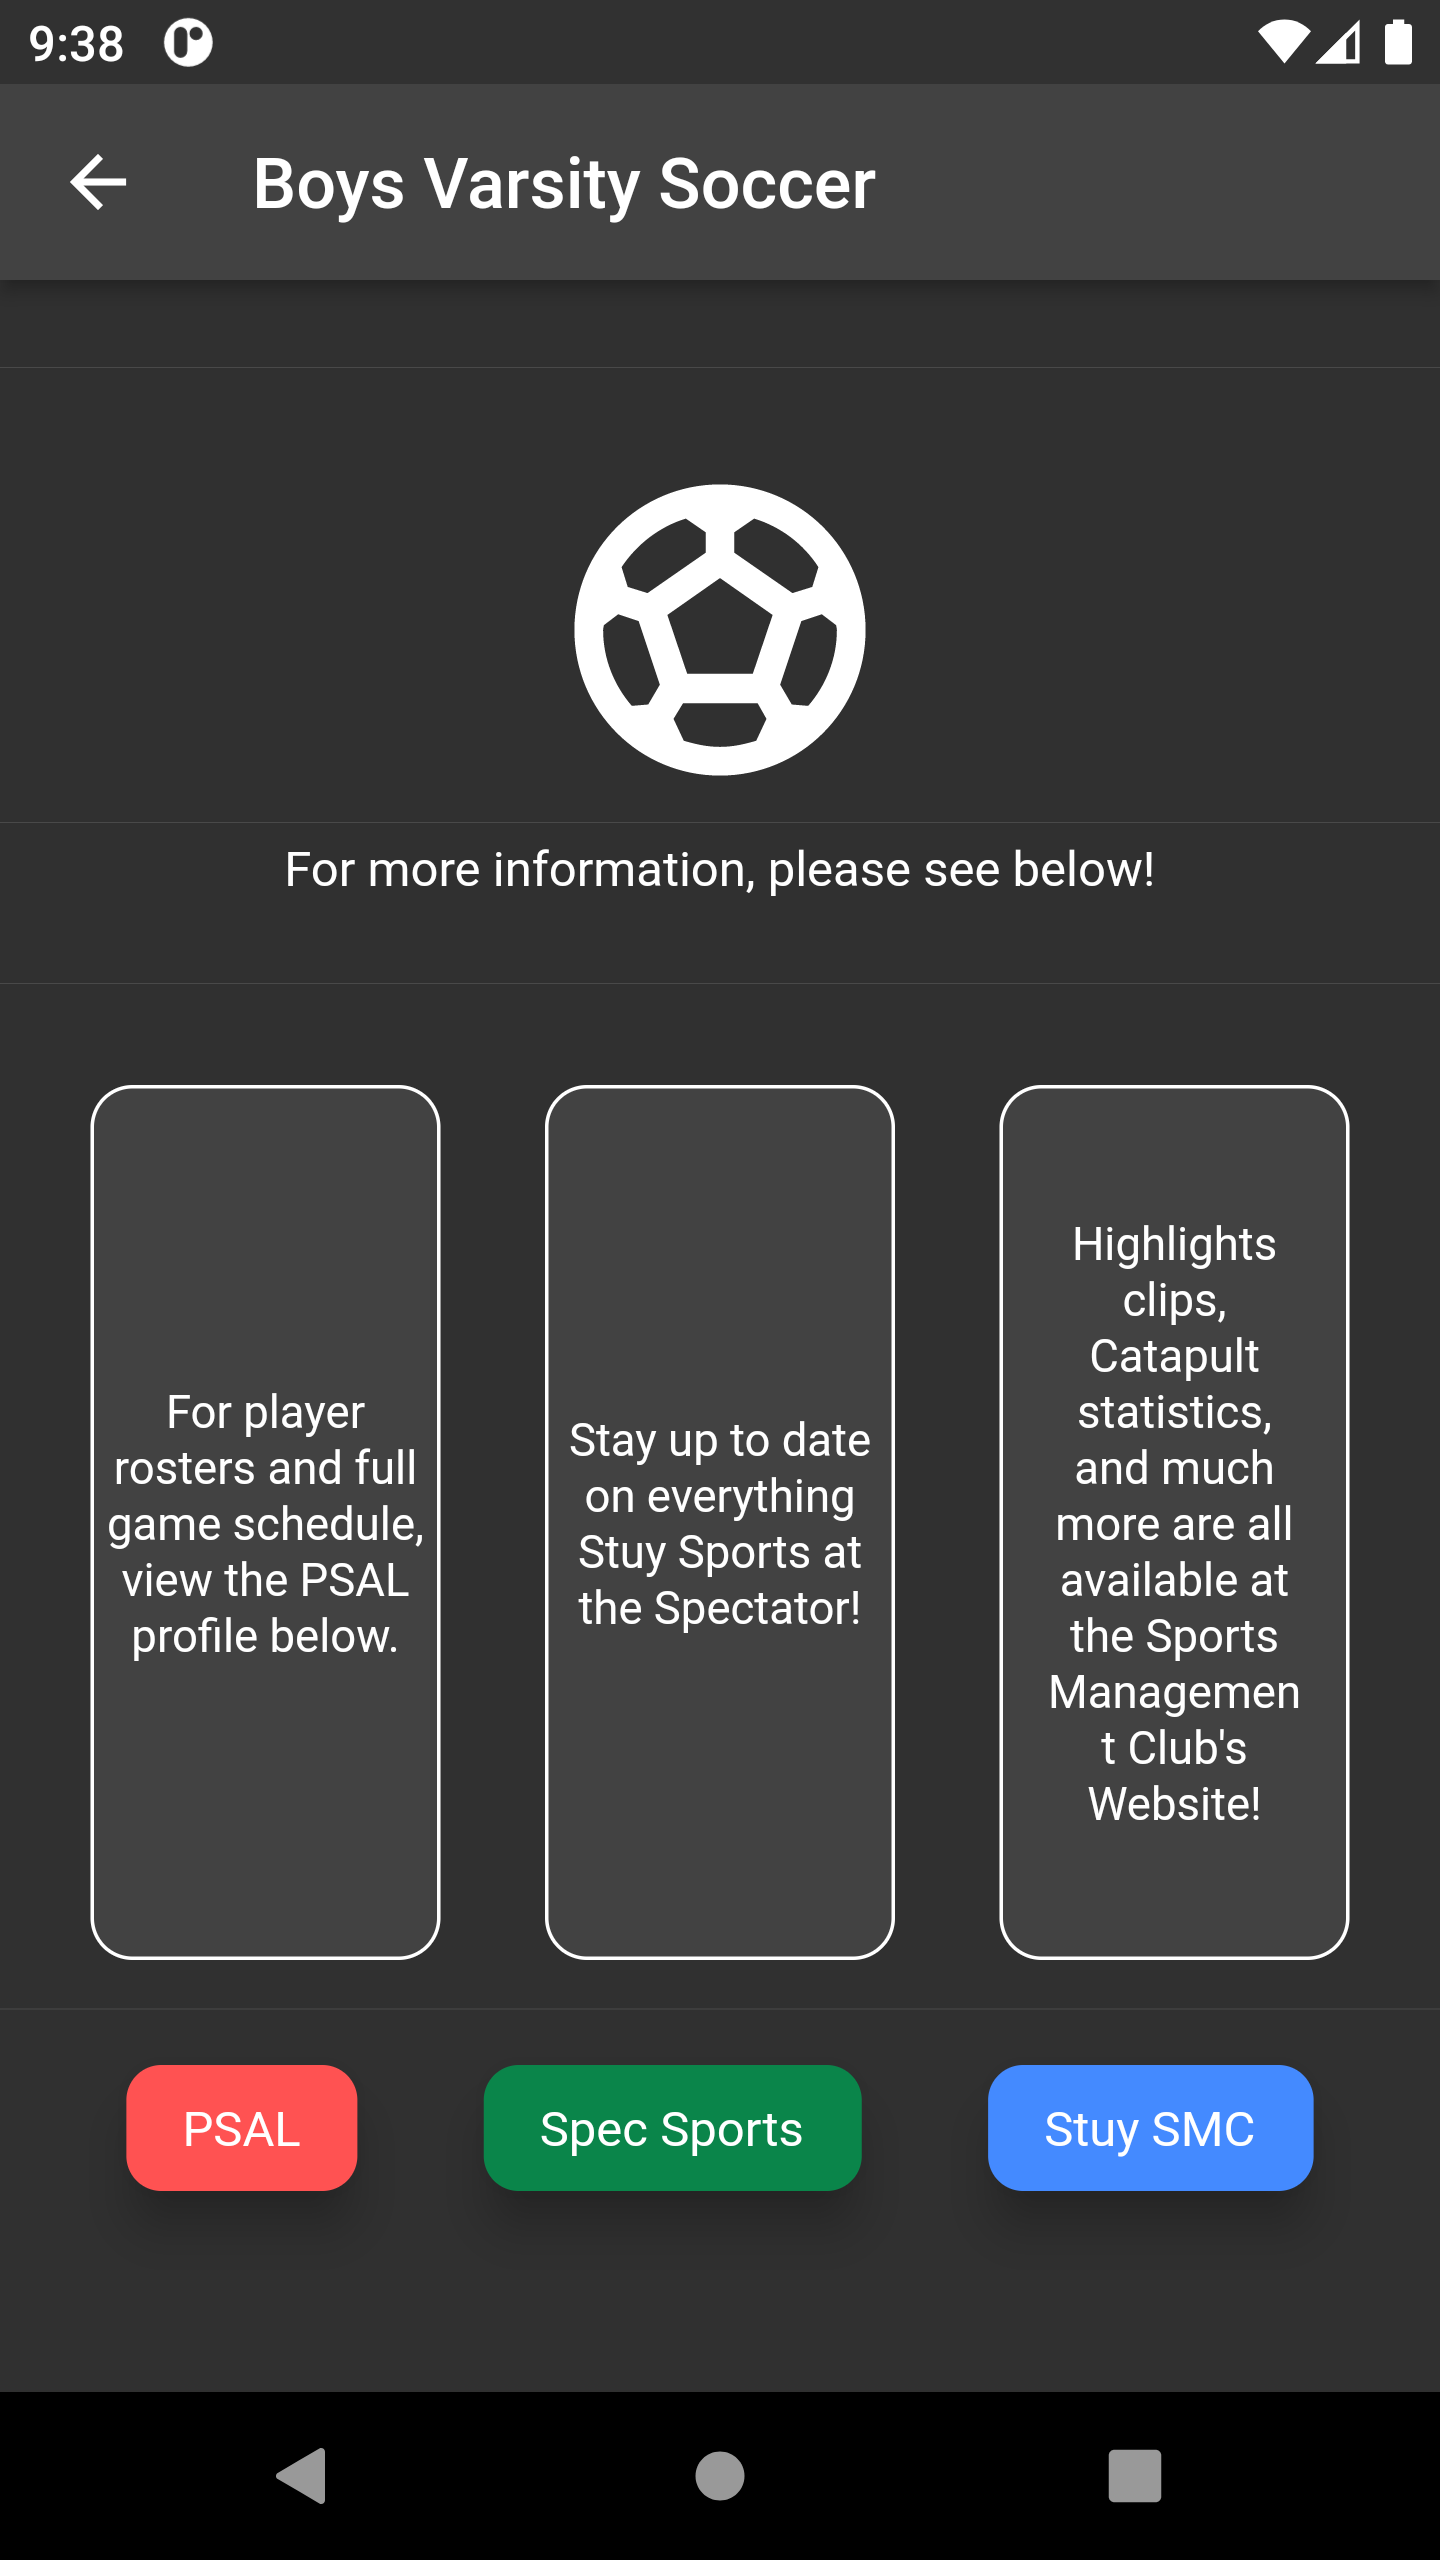 9:38
Boys Varsity Soccer
For more information, please see below!
For player
rosters and full
game schedule,
view the PSAL
profile below.
Stay up to date
on everything
Stuy Sports at
the Spectator!
Highlights
clips,
Catapult
statistics,
and much
more are all
available at
the Sports
Managemen
t Club's
Website!
PSAL
Spec Sports
Stuy SMC